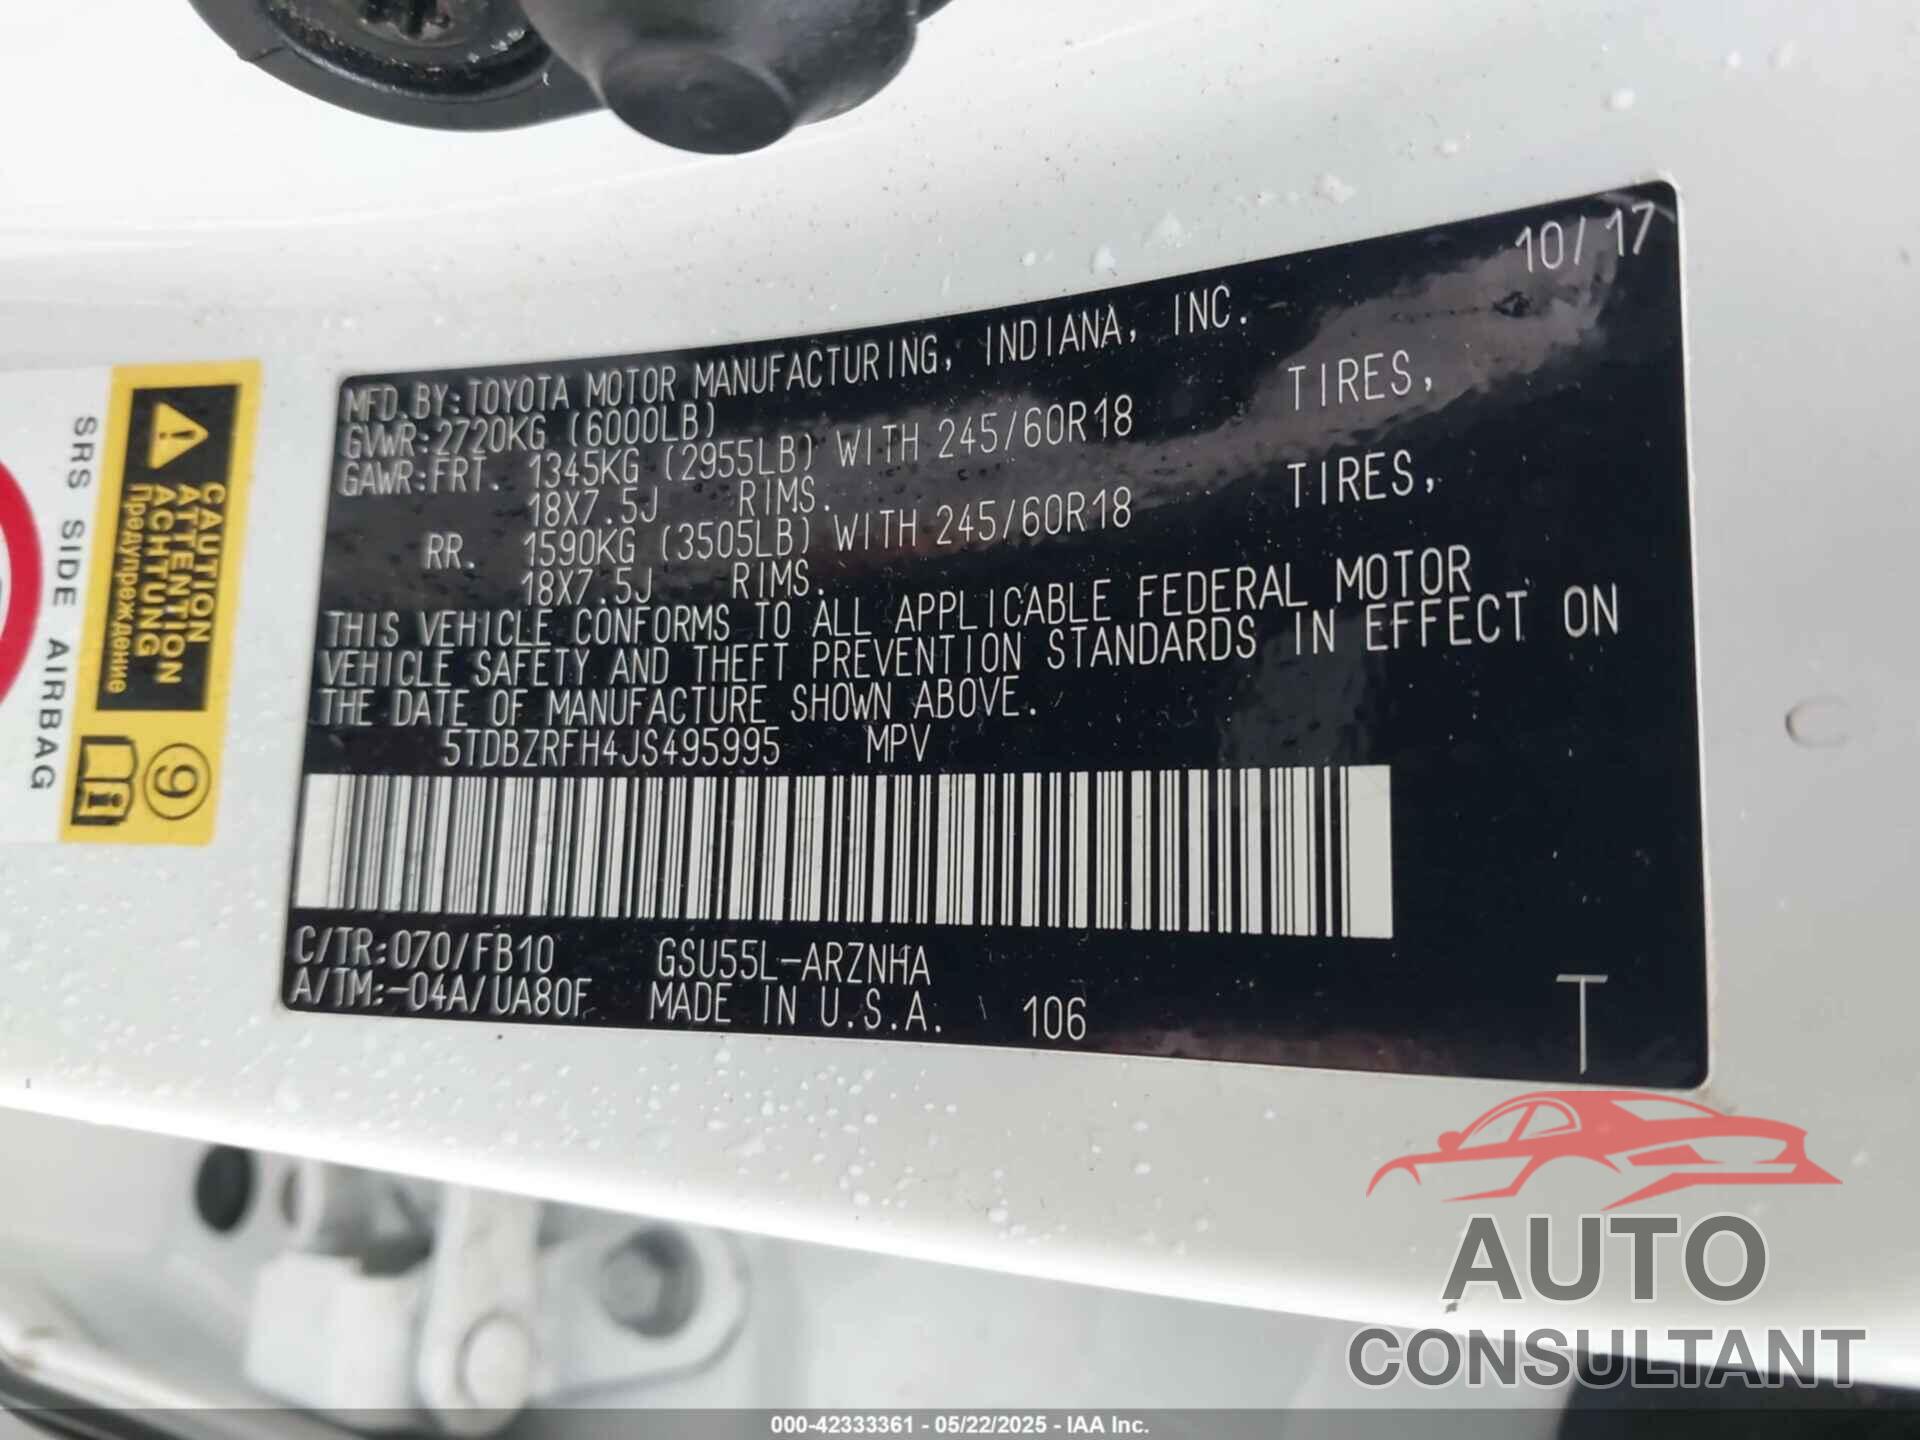 10/17
MFD.BY:TOYOTA MOTOR MANUFACTURING, INDIANA, INC.
GVWR:2720KG (6000LB)
GAWR:FRT. 1345KG (2955LB) WITH 245/60R18 TIRES,
18X7.5J RIMS.
RR. 1590KG (3505LB) WITH 245/60R18 TIRES,
18X7.5J RIMS.
THIS VEHICLE CONFORMS TO ALL APPLICABLE FEDERAL MOTOR
VEHICLE SAFETY AND THEFT PREVENTION STANDARDS IN EFFECT ON
THE DATE OF MANUFACTURE SHOWN ABOVE.
5TDBZRFH4JS495995 MPV
C/TR:070/FB10 GSU55L-ARZNHA
A/TM:-04A/UA80F MADE IN U.S.A. 106
T
CAUTION
ATTENTION
ACHTUNG
Предупреждение
9
SRS SIDE AIRBAG
AUTO
CONSULTANT
000-42333361 - 05/22/2025 - IAA Inc.